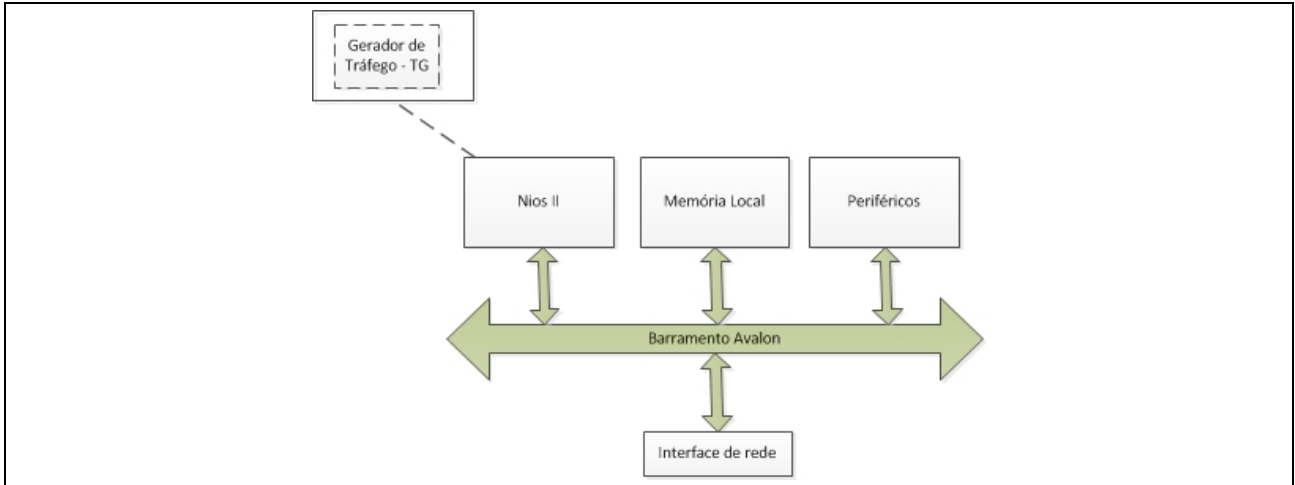 Gerador de
Tráfego - TG
Nios II
Memória Local
Periféricos
Barramento Avalon
Interface de rede